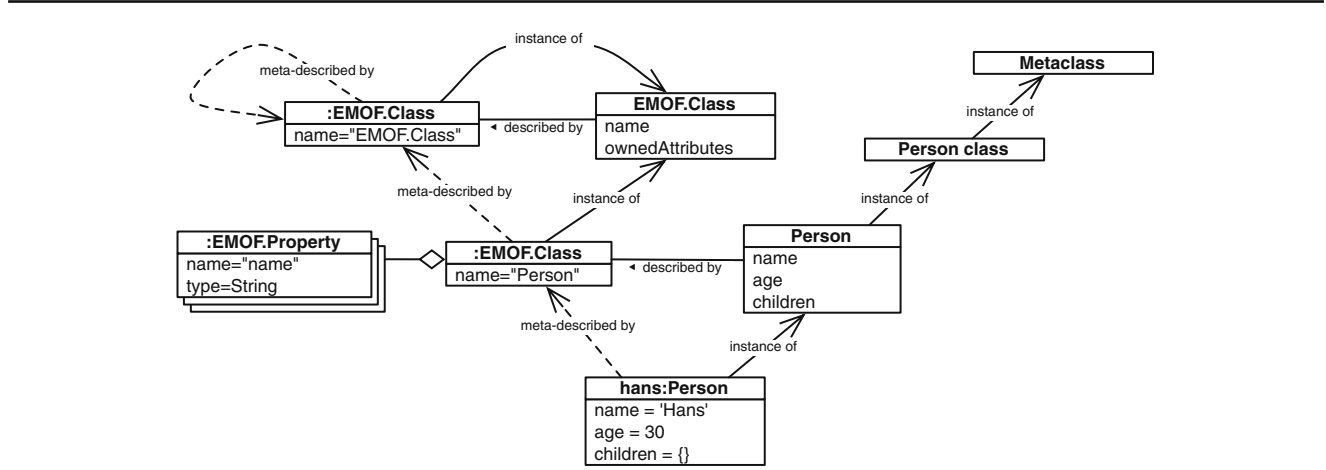 instance of
meta-described by
Metaclass
:EMOF.Class
name="EMOF.Class"
EMOF.Class
name
ownedAttributes
◄ described by
instance of
Person class
meta-described by
instance of
instance of
:EMOF.Property
name="name"
type=String
:EMOF.Class
name="Person"
◄ described by
Person
name
age
children
meta-described by
instance of
hans:Person
name = 'Hans'
age = 30
children = {}